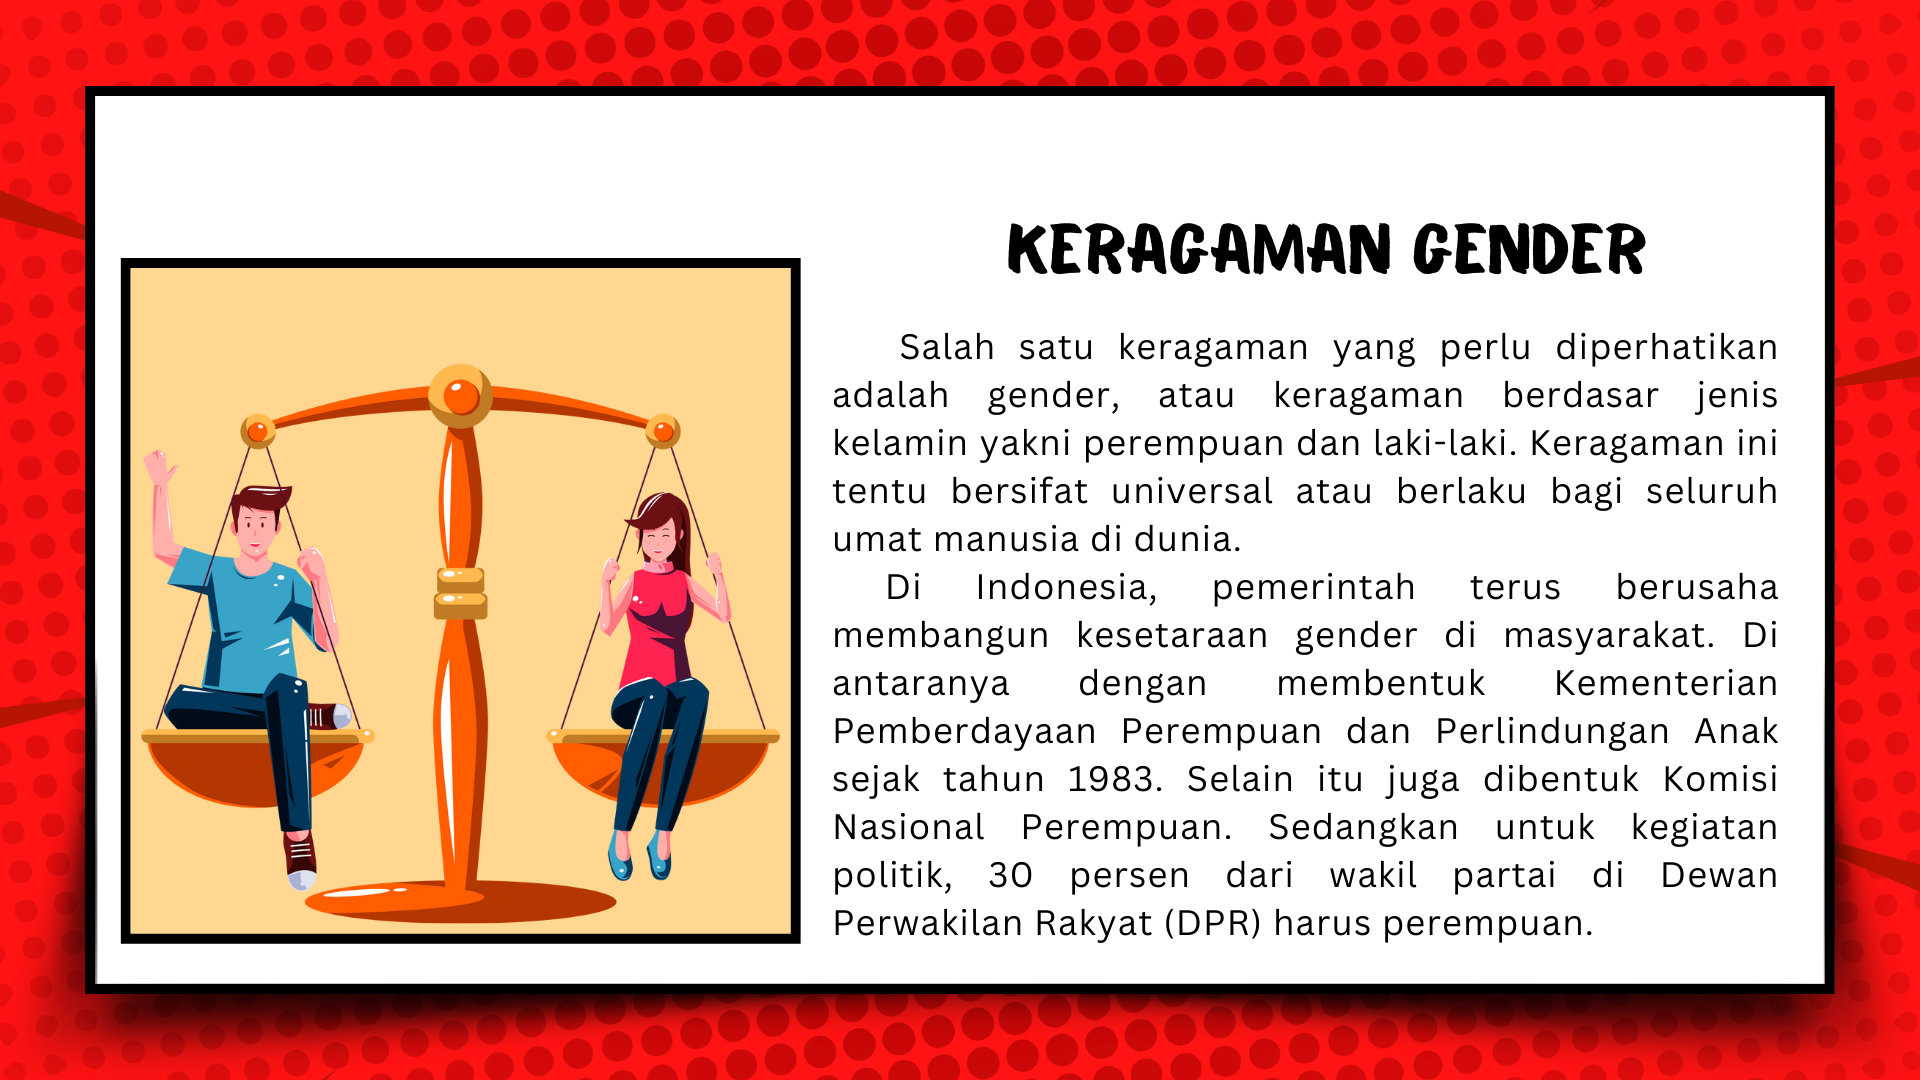 KERAGAMAN GENDER
Salah satu keragaman yang perlu diperhatikan
adalah gender, atau keragaman berdasar jenis
kelamin yakni perempuan dan laki-laki. Keragaman ini
tentu bersifat universal atau berlaku bagi seluruh
umat manusia di dunia.
Di Indonesia, pemerintah terus berusaha
membangun kesetaraan gender di masyarakat. Di
antaranya dengan membentuk Kementerian
Pemberdayaan Perempuan dan Perlindungan Anak
sejak tahun 1983. Selain itu juga dibentuk Komisi
Nasional Perempuan. Sedangkan untuk kegiatan
politik, 30 persen dari wakil partai di Dewan
Perwakilan Rakyat (DPR) harus perempuan.